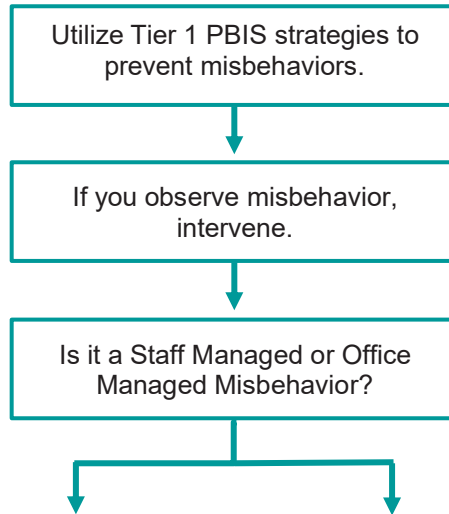 Utilize Tier 1 PBIS strategies to
prevent misbehaviors.
If you observe misbehavior,
intervene.
Is it a Staff Managed or Office
Managed Misbehavior?